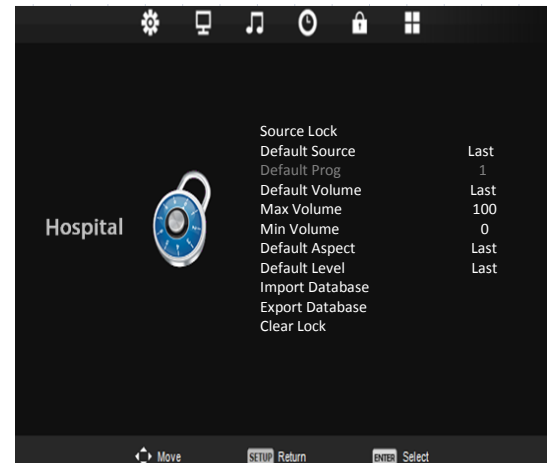 Source Lock
Default Source Last
Default Prog 1
Default Volume Last
Max Volume 100
Hospital
Min Volume 0
Default Aspect Last
Default Level Last
Import Database
Export Database
Clear Lock
Move SETUP Return ENTER Select